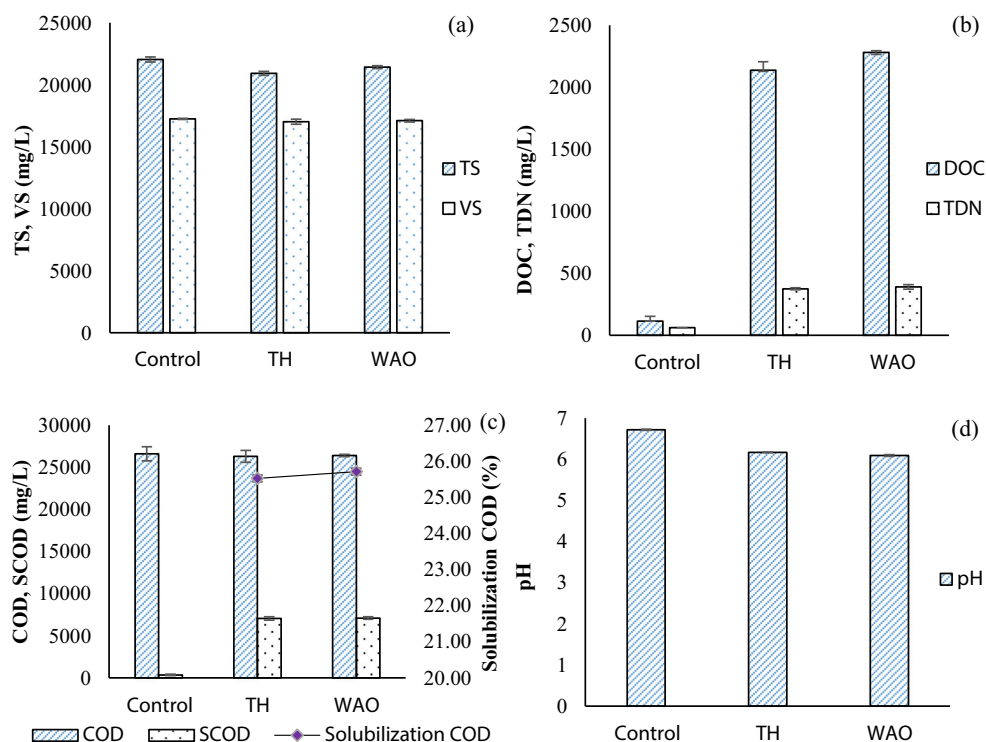 (a)
TS, VS (mg/L)
25000
20000
15000
10000
5000
0
Control TH WAO
TS
VS
(b)
DOC, TDN (mg/L)
2500
2000
1500
1000
500
0
Control TH WAO
DOC
TDN
(c)
COD, SCOD (mg/L)
30000
25000
20000
15000
10000
5000
0
27.00
26.00
25.00
24.00
23.00
22.00
21.00
20.00
Solubilization COD (%)
Control TH WAO
COD SCOD Solubilization COD
(d)
pH
7
6
5
4
3
2
1
0
Control TH WAO
pH